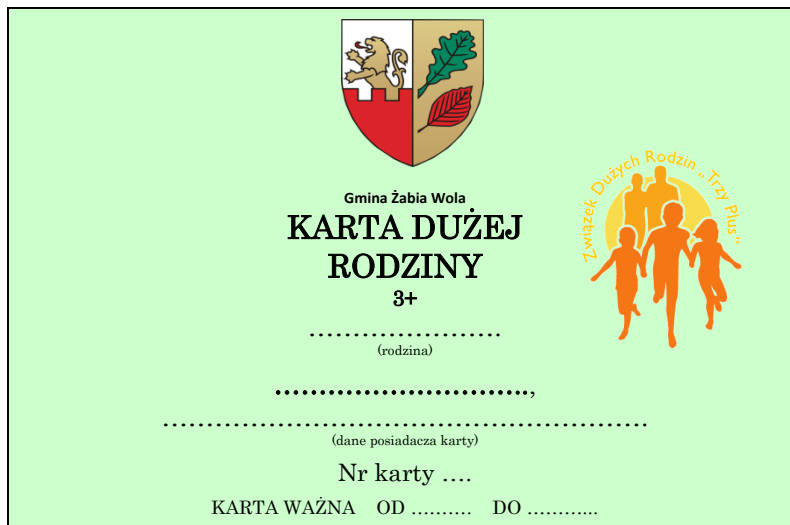 Gmina Żabia Wola
KARTA DUŻEJ
RODZINY
3+
Związek Dużych Rodzin „Trzy Plus"
......................
(rodzina)
.............................,
........................................................
(dane posiadacza karty)
Nr karty ....
KARTA WAŻNA OD .......... DO ............